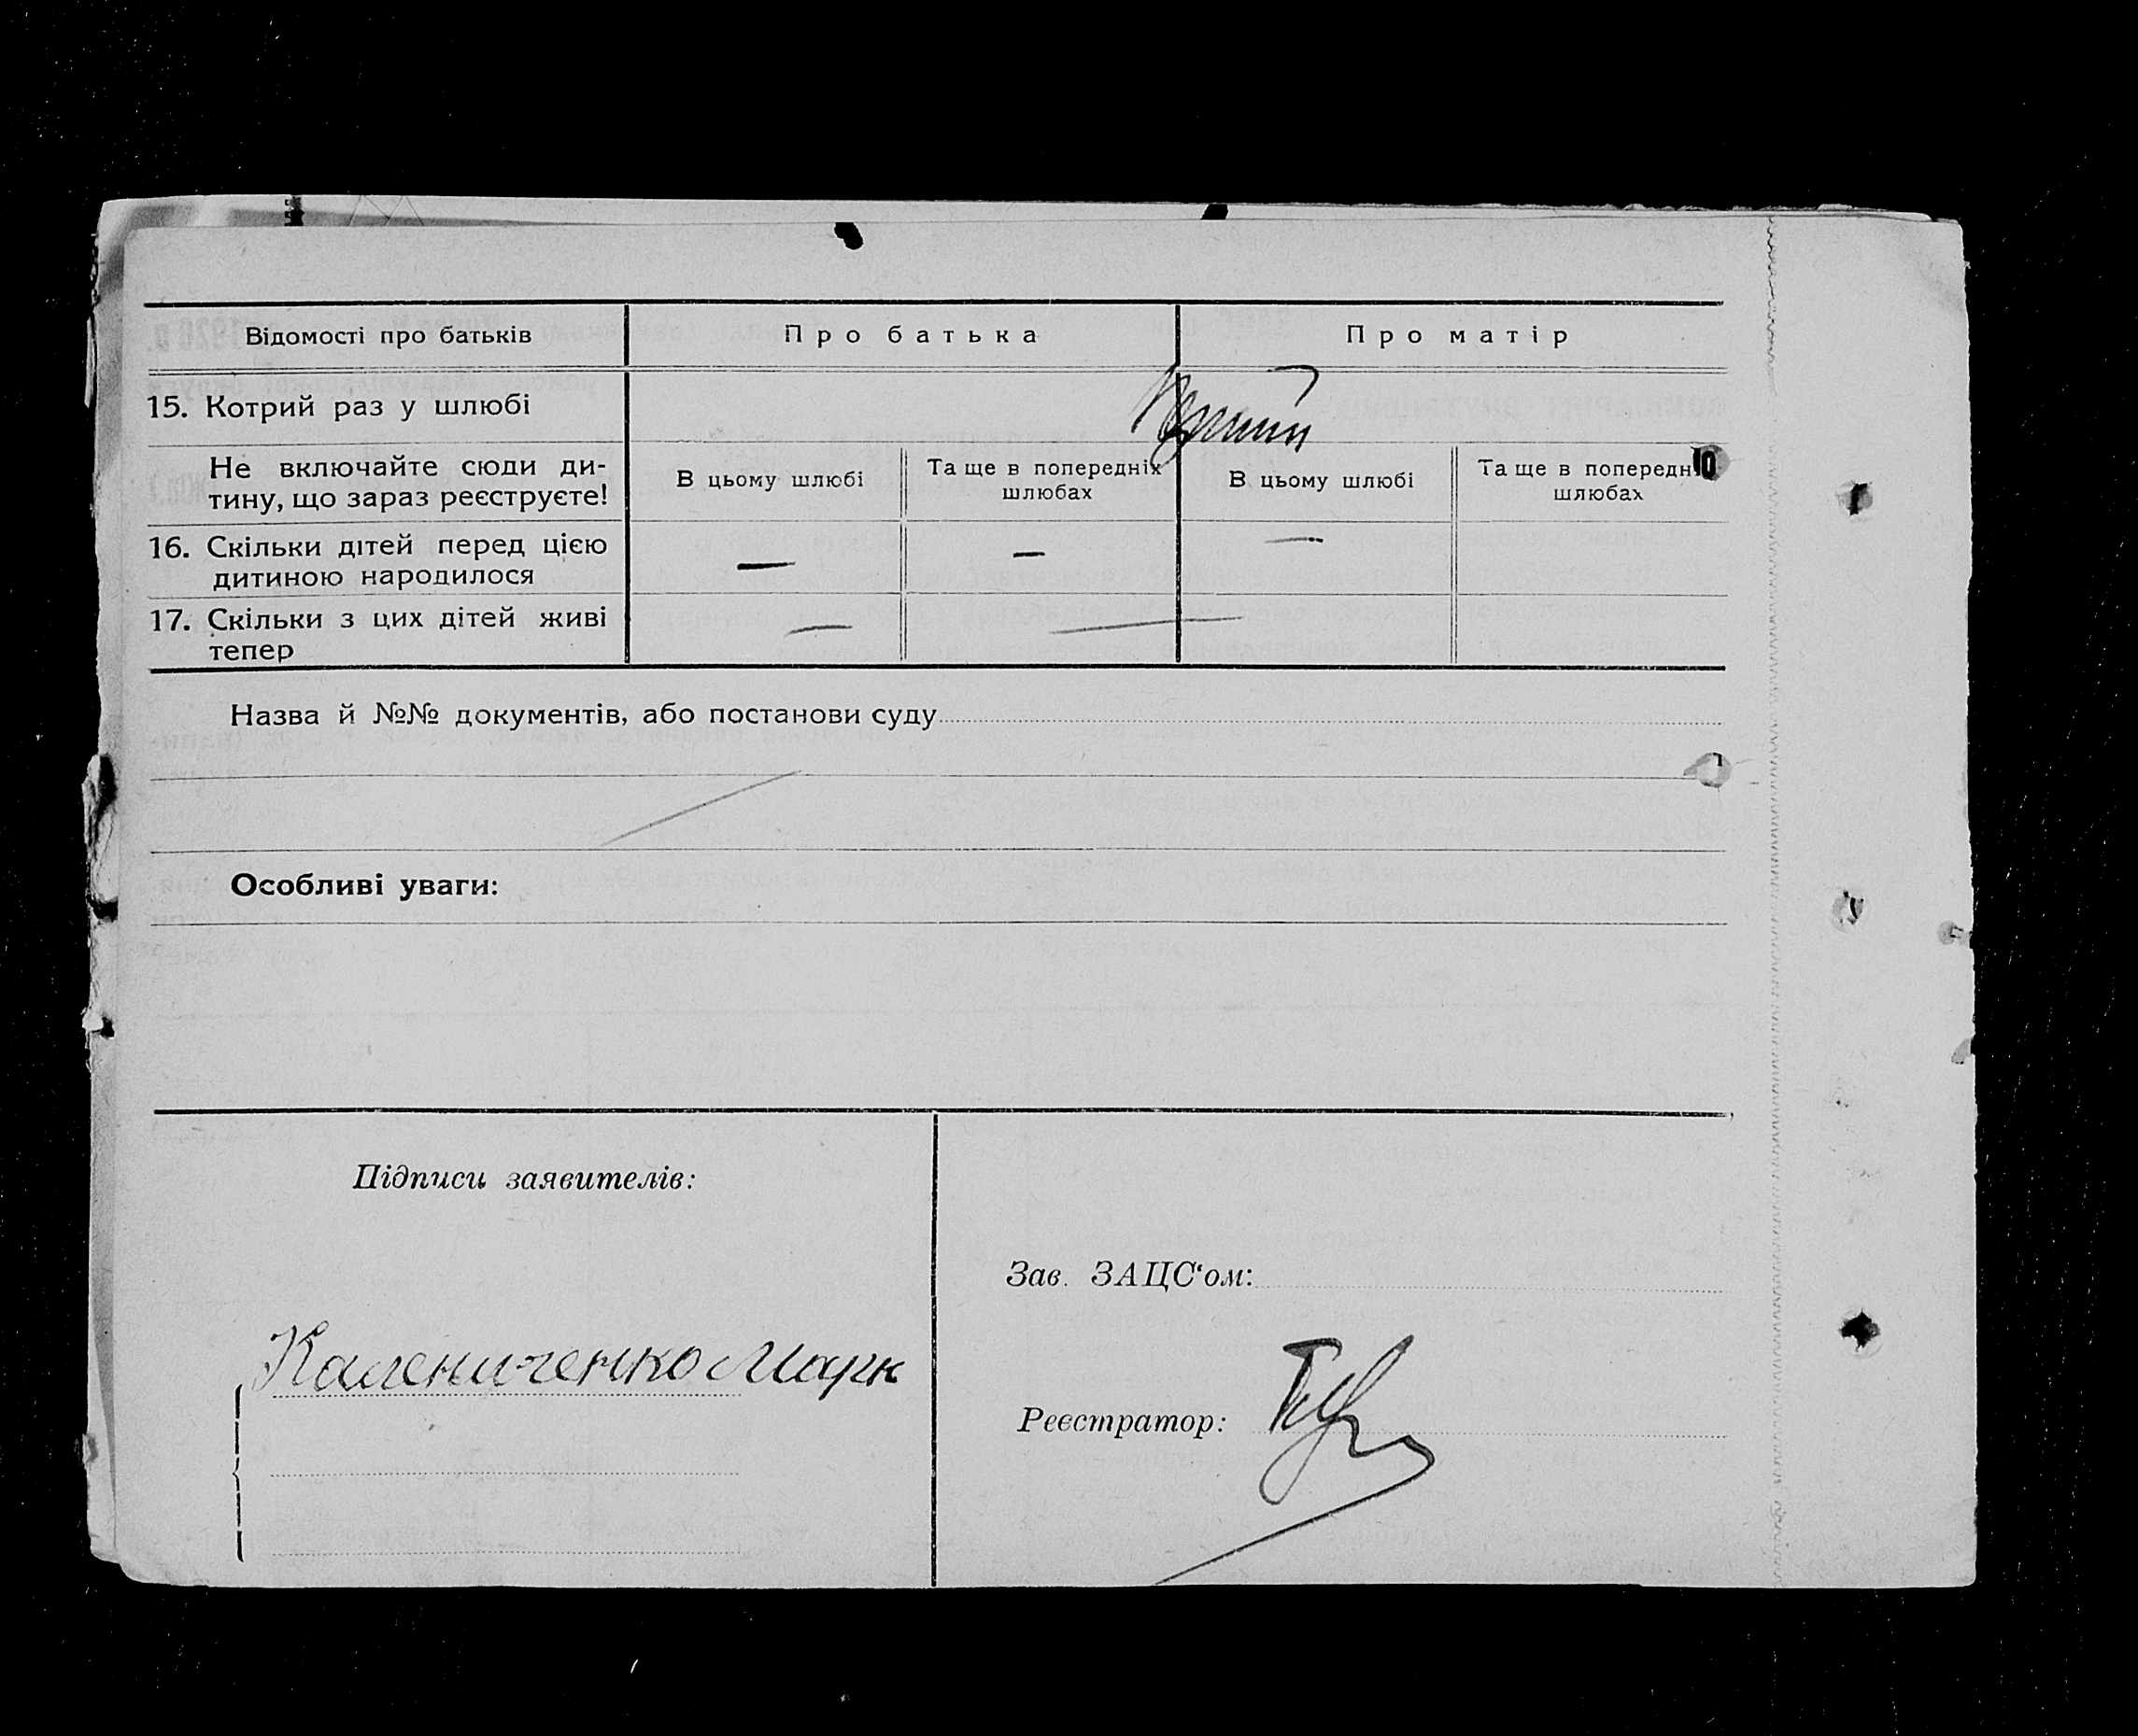 Відомості про батьків Про батька Про матір
15. Котрий раз у шлюбі
Не включайте сюди ди-
тину, що зараз реєструєте!
В цьому шлюбі
Та ще в попередніх
шлюбах
В цьому шлюбі
Та ще в попередн
шлюбах
16. Скільки дітей перед цією
дитиною народилося
— — —
17. Скільки з цих дітей живі
тепер
— —
Назва й №№ документів, або постанови суду
Особливі уваги:
Підписи заявителів:
Калениченко Марк
Зав. ЗАЦС‘ом:
Реєстратор: